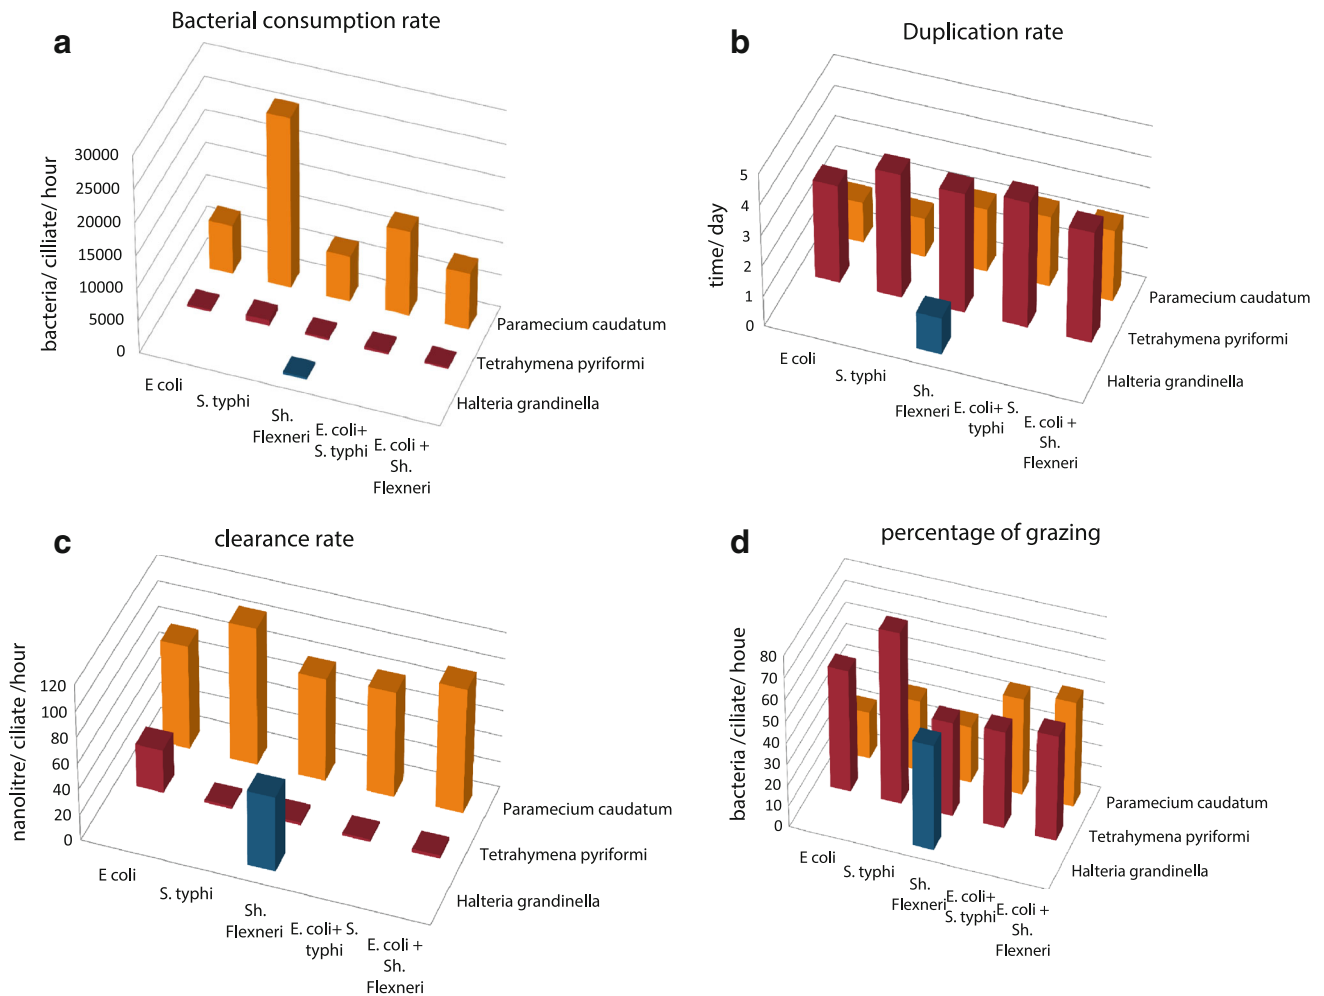 a
Bacterial consumption rate
bacteria/ cilliate/ hour
30000
25000
20000
15000
10000
5000
0
E coli
S. typhi
Sh.
Flexneri
E. coli+
S. typhi
E. coli +
Sh.
Flexneri
Paramecium caudatum
Tetrahymena pyriformi
Halteria grandinella
b
Duplication rate
time/ day
5
4
3
2
1
0
E coli
S. typhi
Sh.
Flexneri
E. coli+ S.
typhi
E. coli +
Sh.
Flexneri
Paramecium caudatum
Tetrahymena pyriformi
Halteria grandinella
c
clearance rate
nanolitre/ ciliate /hour
120
100
80
60
40
20
0
E coli
S. typhi
Sh.
Flexneri
E. coli+ S.
typhi
E. coli +
Sh.
Flexneri
Paramecium caudatum
Tetrahymena pyriformi
Halteria grandinella
d
percentage of grazing
bacteria /ciliate/ houe
80
70
60
50
40
30
20
10
0
E coli
S. typhi
Sh.
Flexneri
E. coli+
S. typhi
E. coli +
Sh.
Flexneri
Paramecium caudatum
Tetrahymena pyriformi
Halteria grandinella